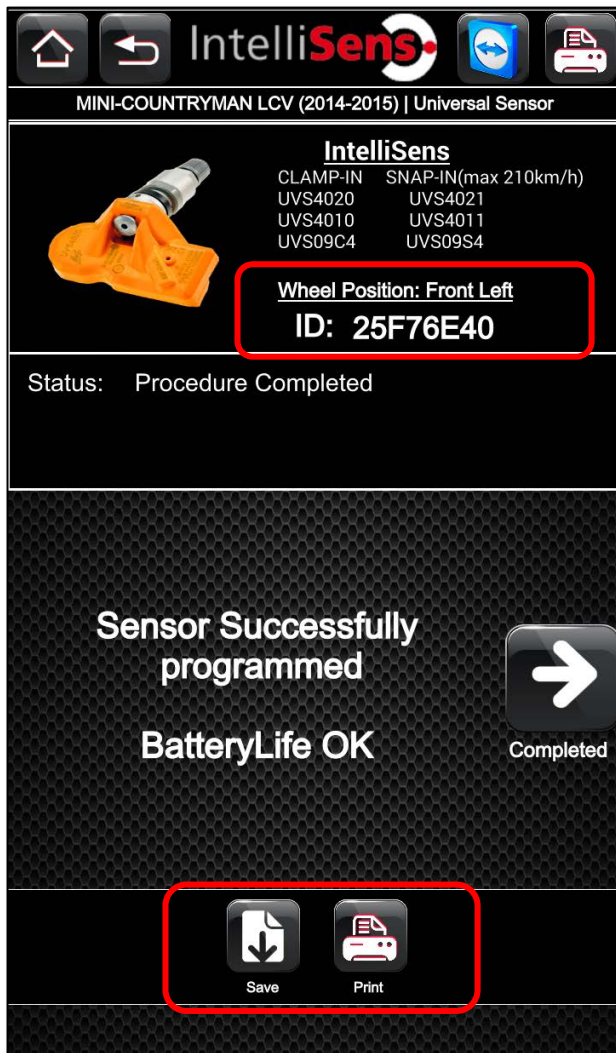 IntelliSens
MINI-COUNTRYMAN LCV (2014-2015) | Universal Sensor
IntelliSens
CLAMP-IN SNAP-IN(max 210km/h)
UVS4020 UVS4021
UVS4010 UVS4011
UVS09C4 UVS09S4
Wheel Position: Front Left
ID: 25F76E40
Status: Procedure Completed
Sensor Successfully
programmed
BatteryLife OK
Completed
Save Print